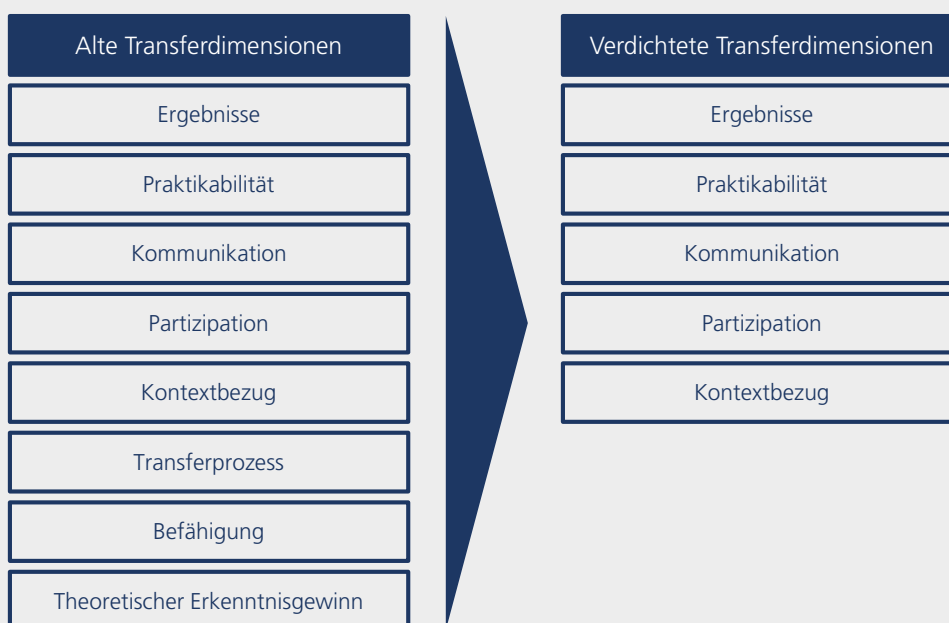 Alte Transferdimensionen
Ergebnisse
Praktikabilität
Kommunikation
Partizipation
Kontextbezug
Transferprozess
Befähigung
Theoretischer Erkenntnisgewinn
Verdichtete Transferdimensionen
Ergebnisse
Praktikabilität
Kommunikation
Partizipation
Kontextbezug